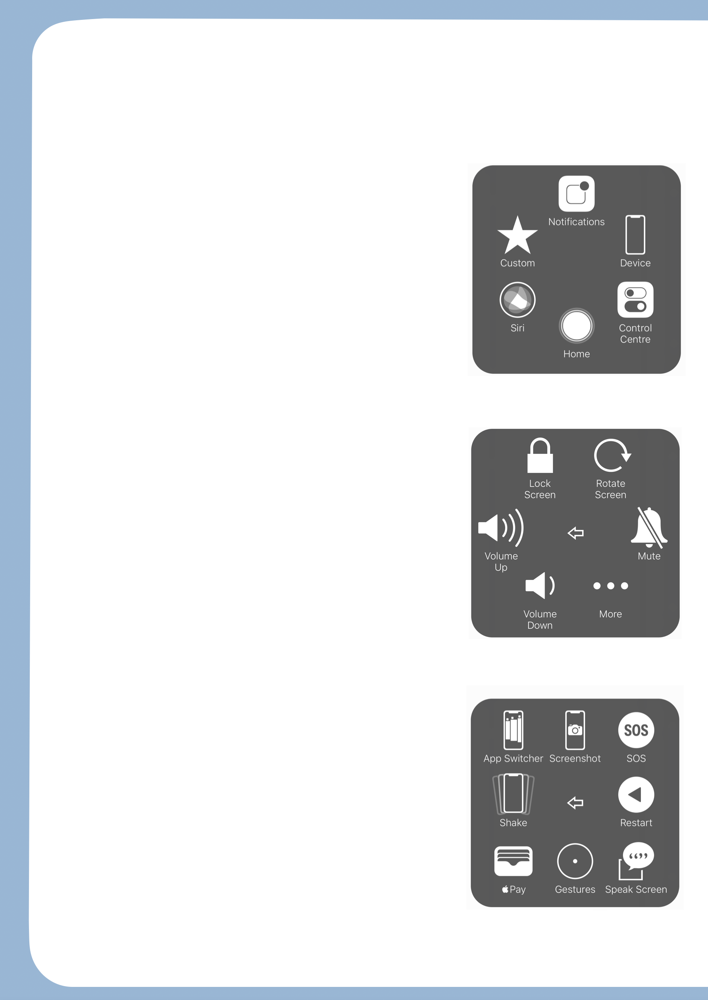 Notifications
Custom
Device
Siri
Control
Centre
Home
Lock
Screen
Rotate
Screen
Volume
Up
Mute
Volume
Down
More
SOS
App Switcher
Screenshot
SOS
Shake
Restart
Pay
Gestures
Speak Screen